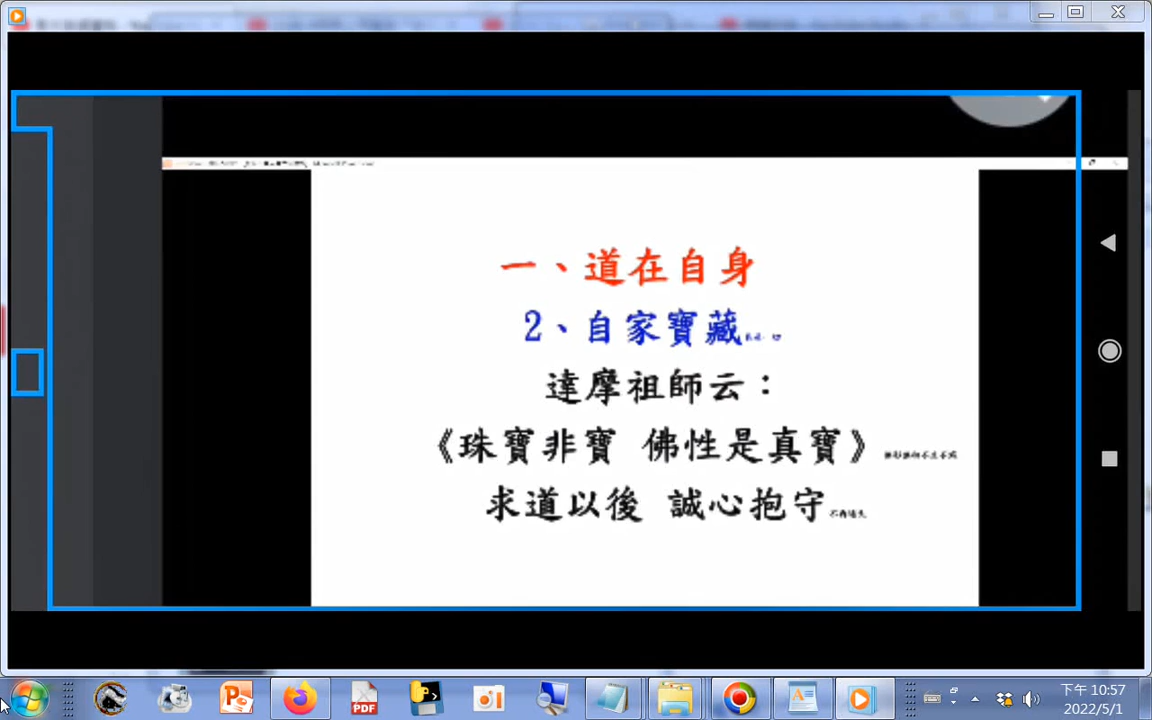 一、道在自身
2、自家寶藏
達摩祖師云：
《珠寶非寶 佛性是真寶》
求道以後 誠心抱守
PDF
下午 10:57
2022/5/1